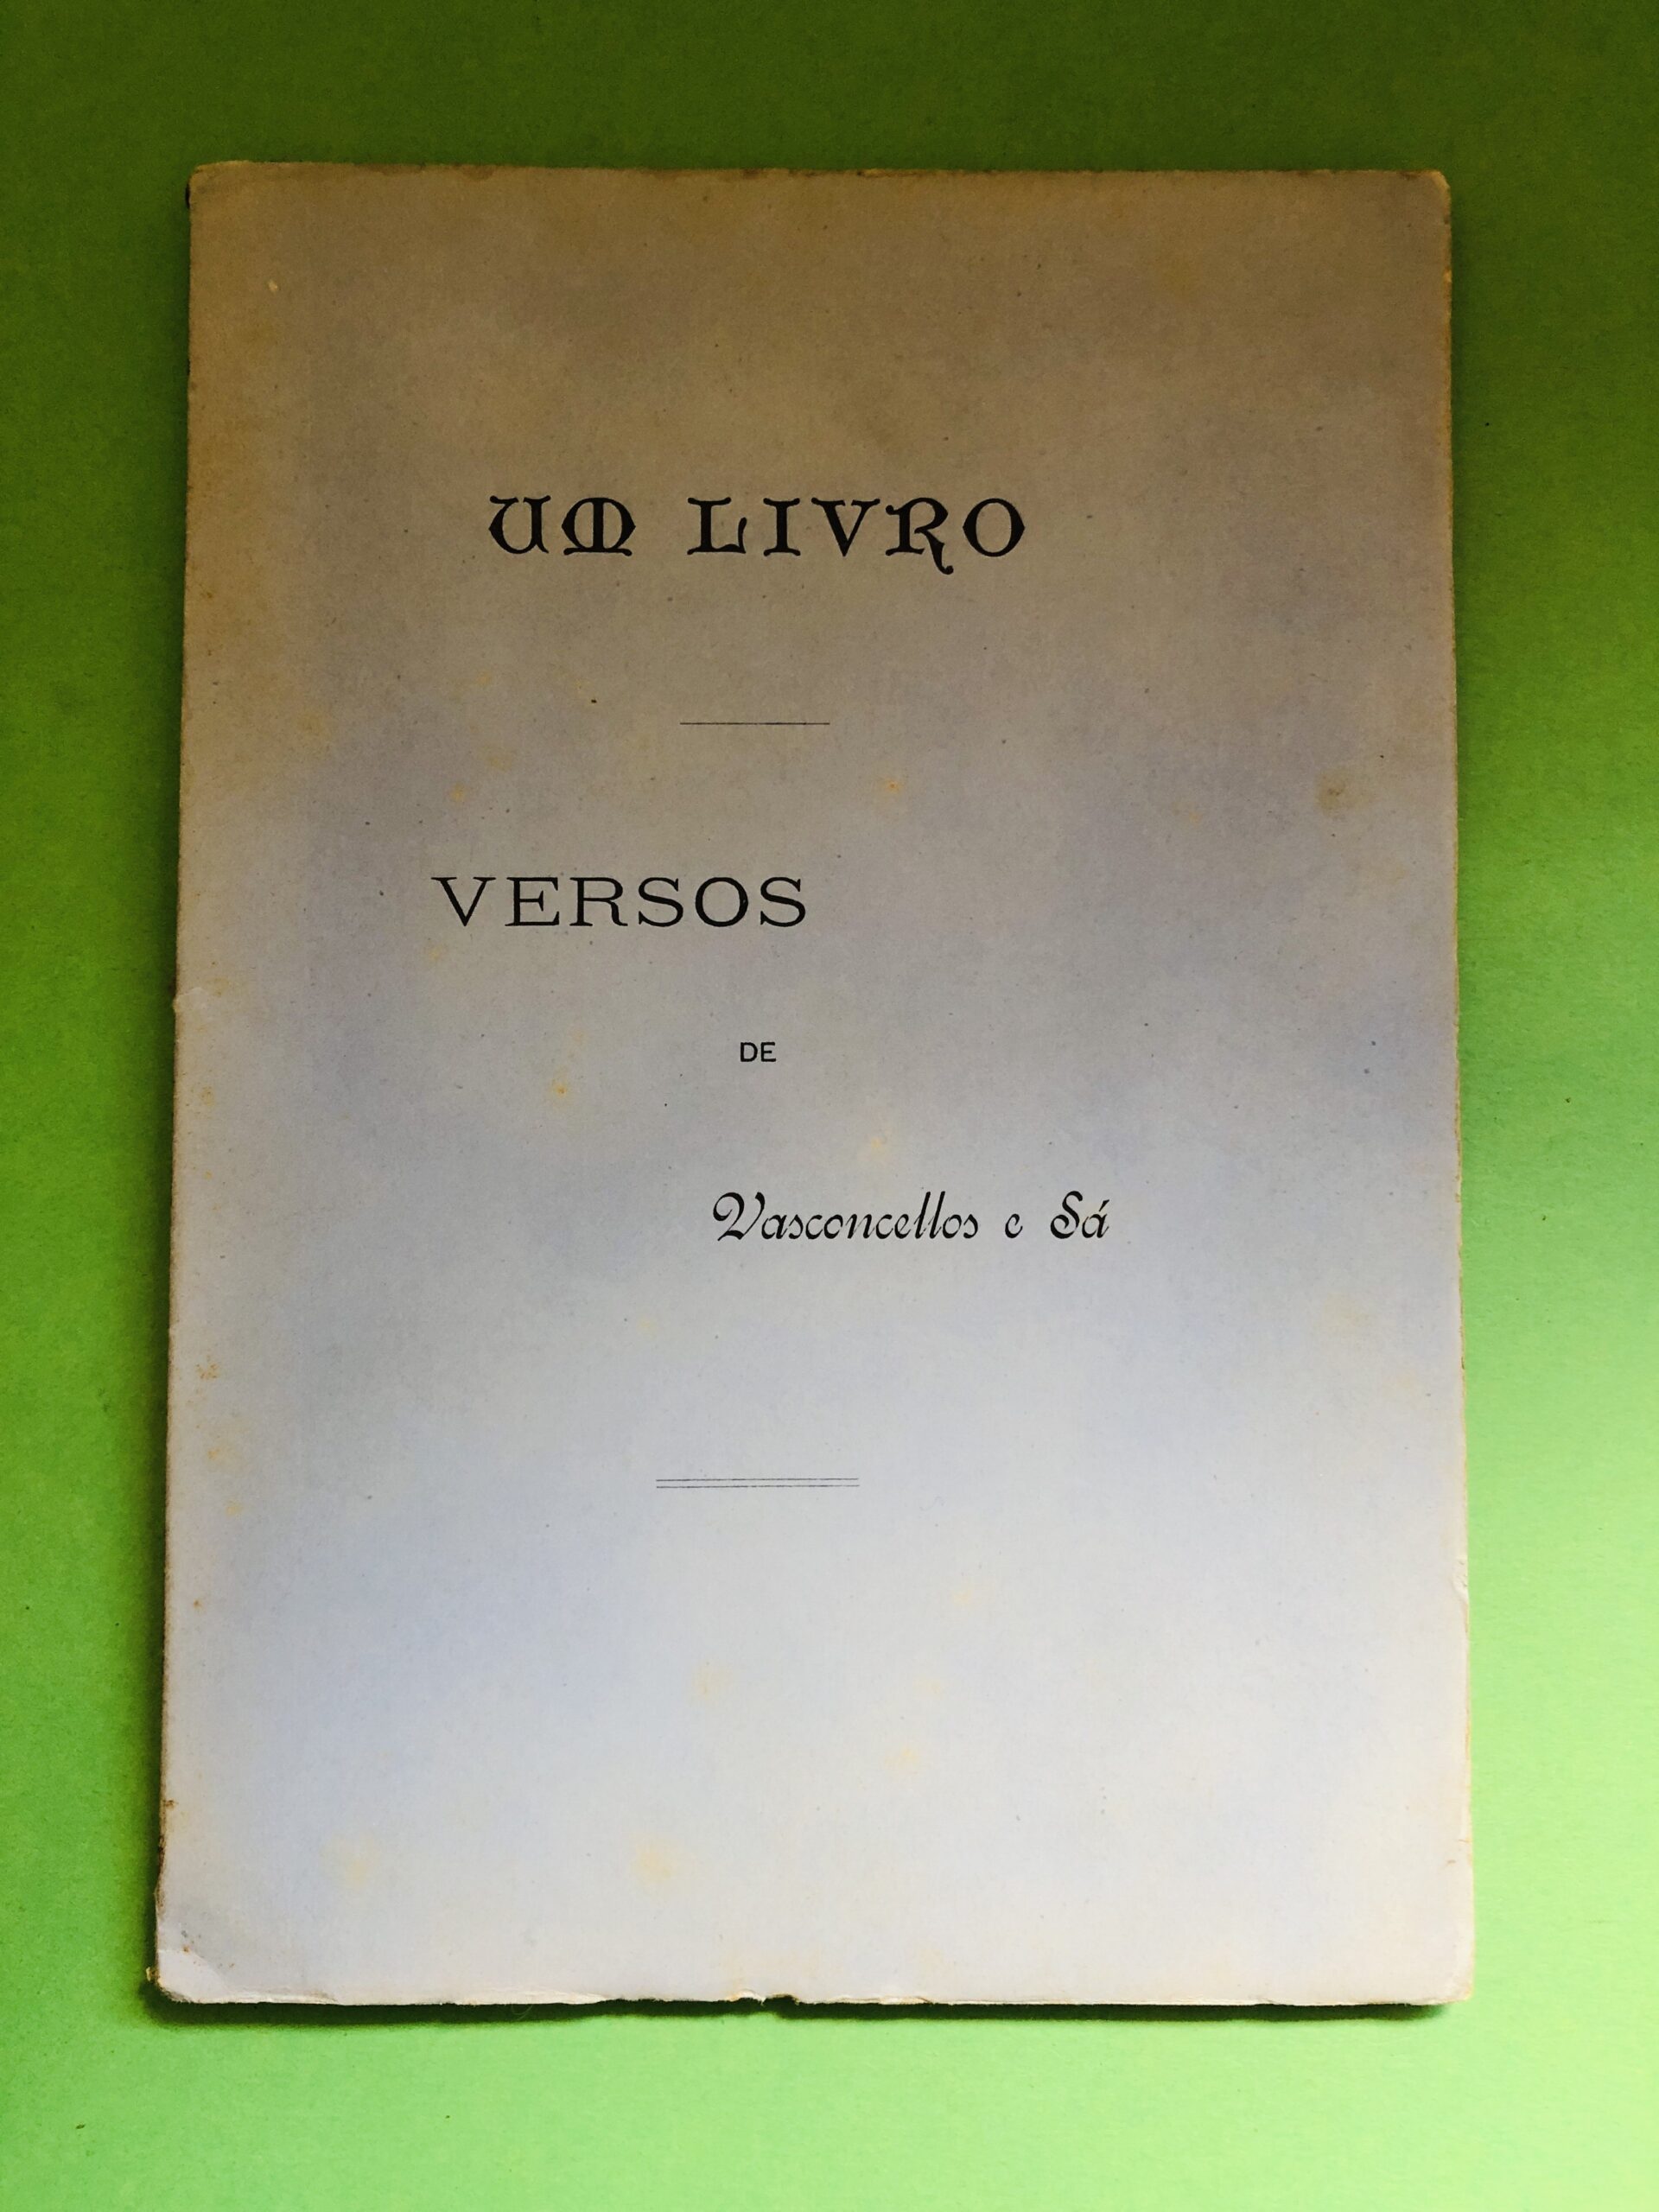 UM LIVRO
VERSOS
DE
Vasconcellos e Sá